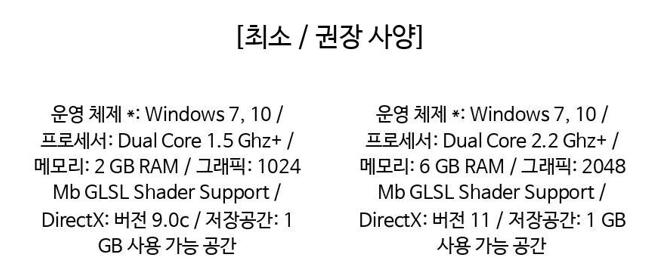 [최소 / 권장 사양]
운영 체제 *: Windows 7, 10 /
프로세서: Dual Core 1.5 Ghz+ /
메모리: 2 GB RAM / 그래픽: 1024
Mb GLSL Shader Support /
DirectX: 버전 9.0c / 저장공간: 1
GB 사용 가능 공간
운영 체제 *: Windows 7, 10 /
프로세서: Dual Core 2.2 Ghz+ /
메모리: 6 GB RAM / 그래픽: 2048
Mb GLSL Shader Support /
DirectX: 버전 11 / 저장공간: 1 GB
사용 가능 공간